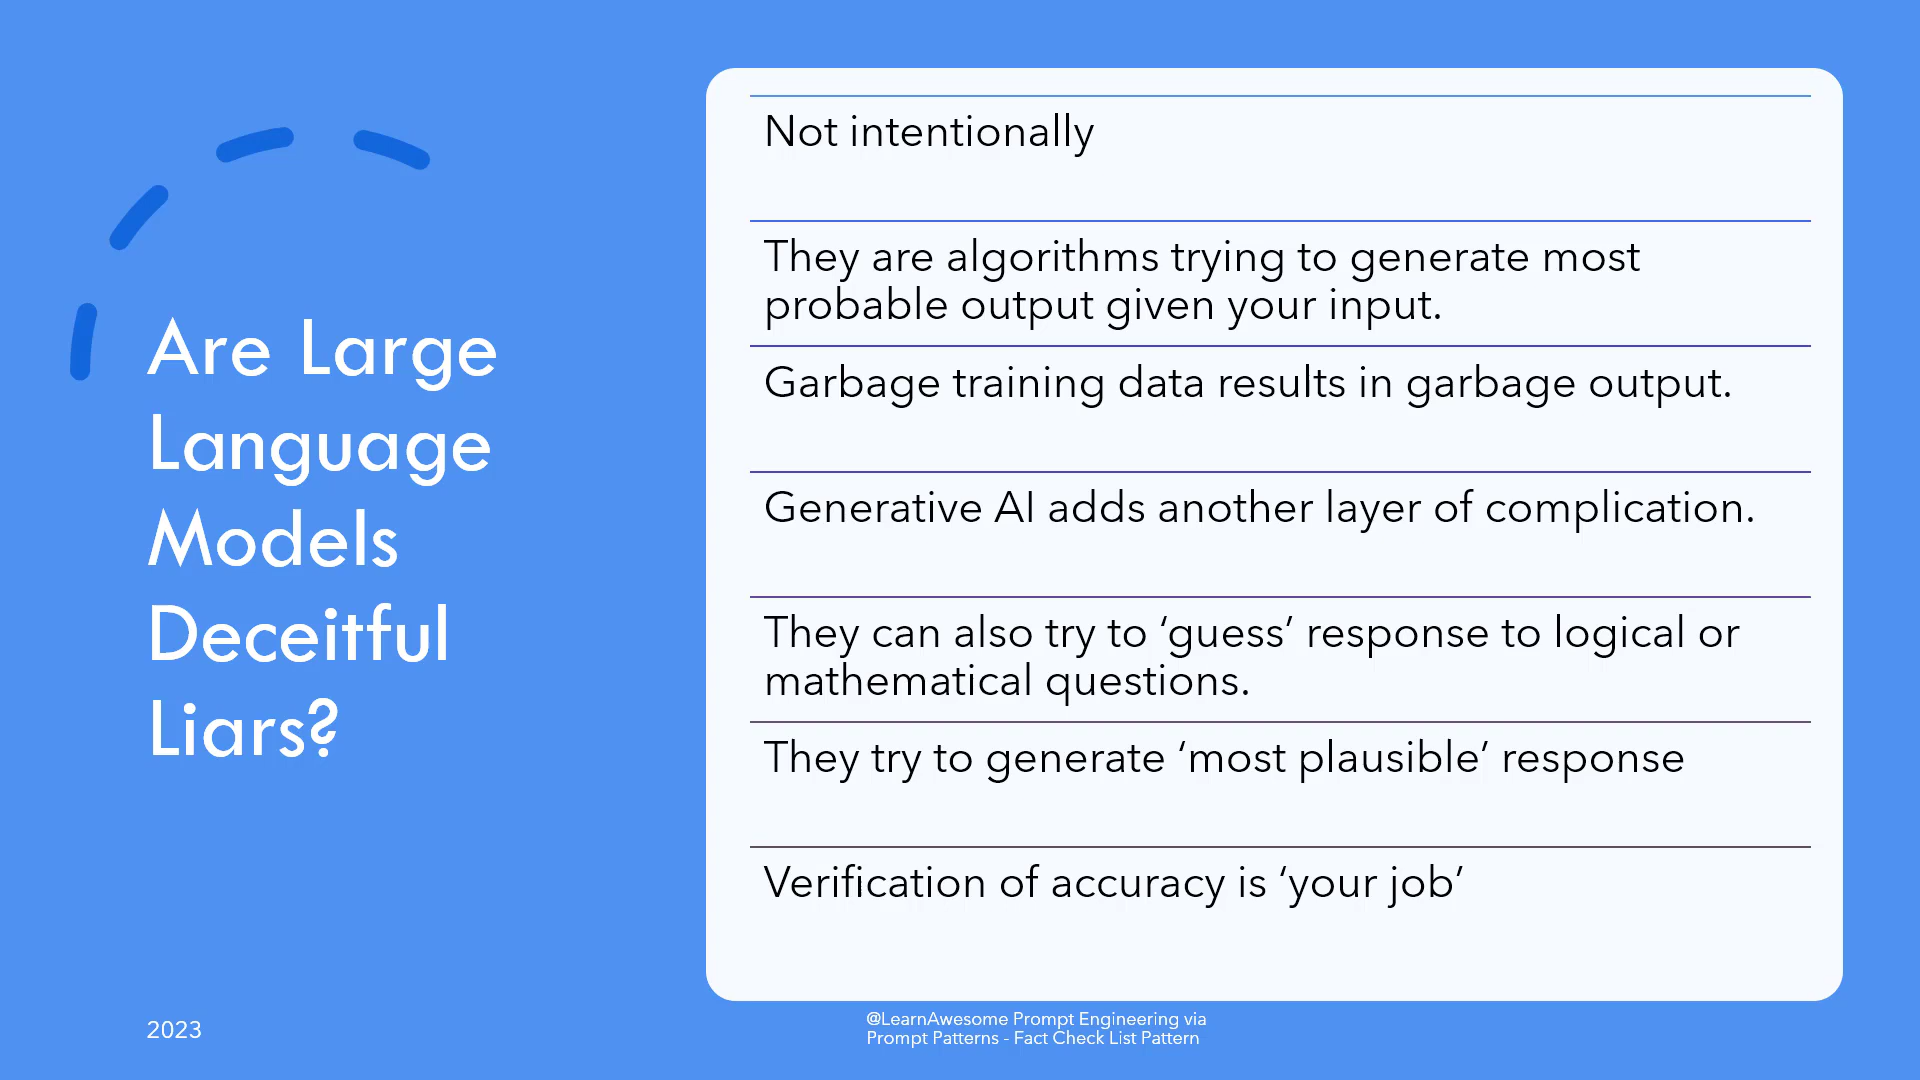 Are Large
Language
Models
Deceitful
Liars?
Not intentionally
They are algorithms trying to generate most
probable output given your input.
Garbage training data results in garbage output.
Generative AI adds another layer of complication.
They can also try to ‘guess’ response to logical or
mathematical questions.
They try to generate ‘most plausible’ response
Verification of accuracy is ‘your job’
2023
@LearnAwesome Prompt Engineering via
Prompt Patterns - Fact Check List Pattern